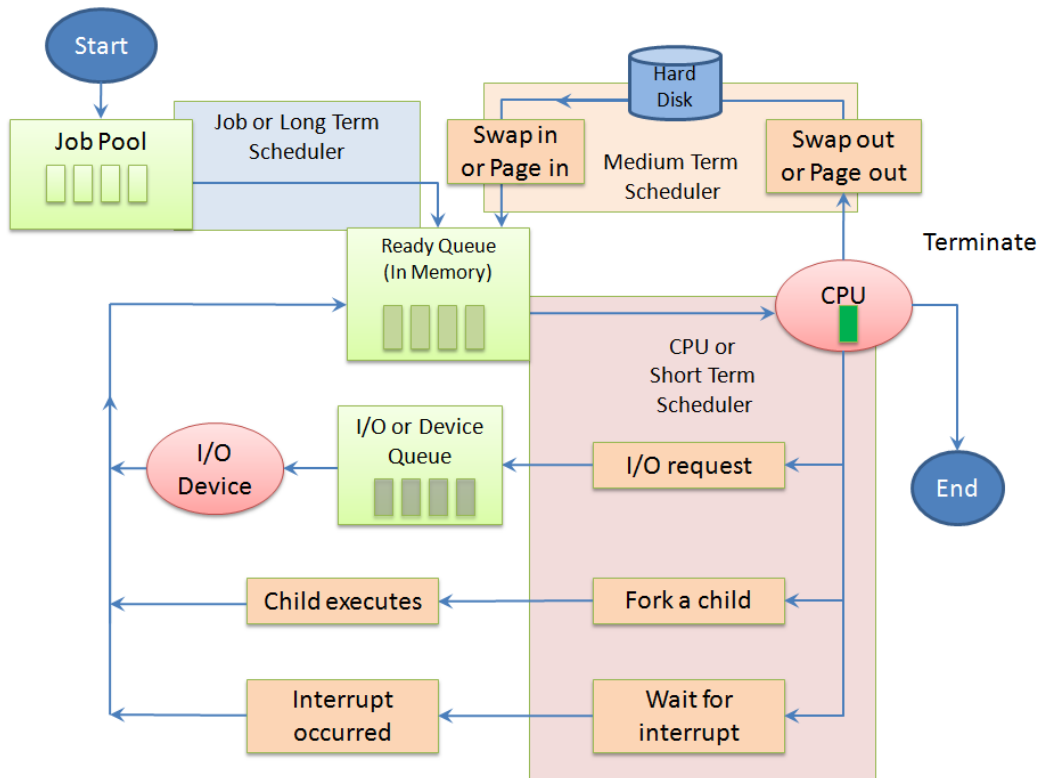 Start
Job Pool
Job or Long Term
Scheduler
Hard
Disk
Swap in
or Page in
Medium Term
Scheduler
Swap out
or Page out
Terminate
Ready Queue
(In Memory)
CPU
CPU or
Short Term
Scheduler
I/O
Device
I/O or Device
Queue
I/O request
End
Child executes
Fork a child
Interrupt
occurred
Wait for
interrupt